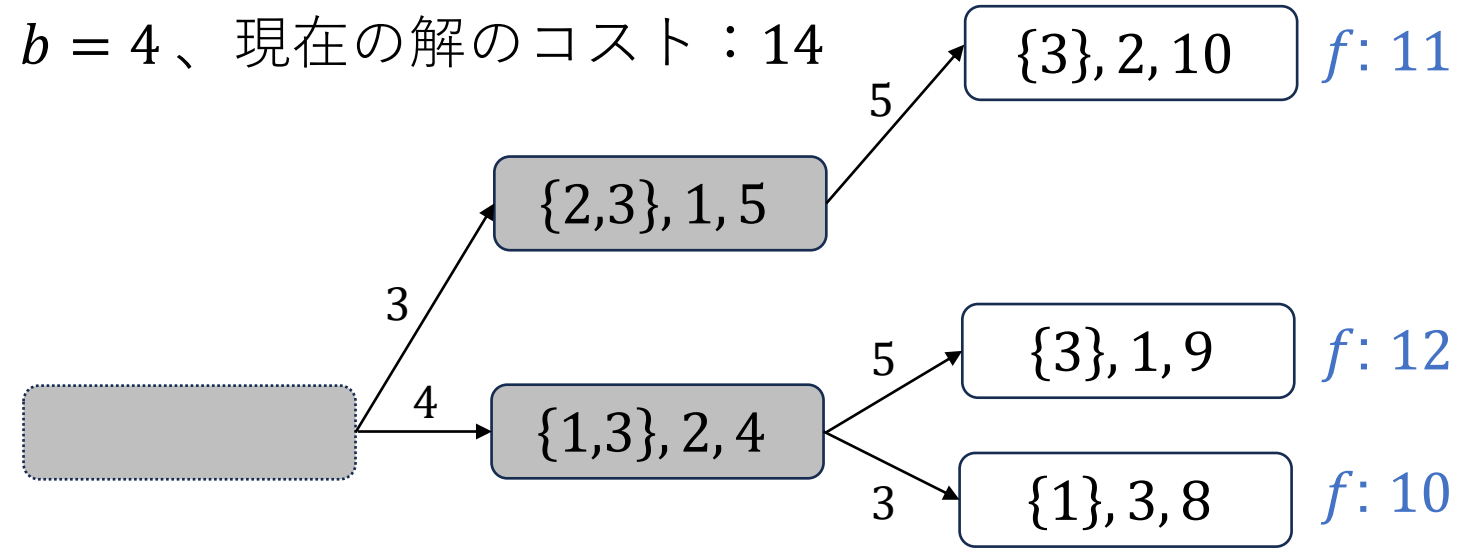 b = 4 、現在の解のコスト：14
{3}, 2, 10
f: 11
5
{2,3}, 1, 5
3
{3}, 1, 9
f: 12
5
4
{1,3}, 2, 4
{1}, 3, 8
f: 10
3